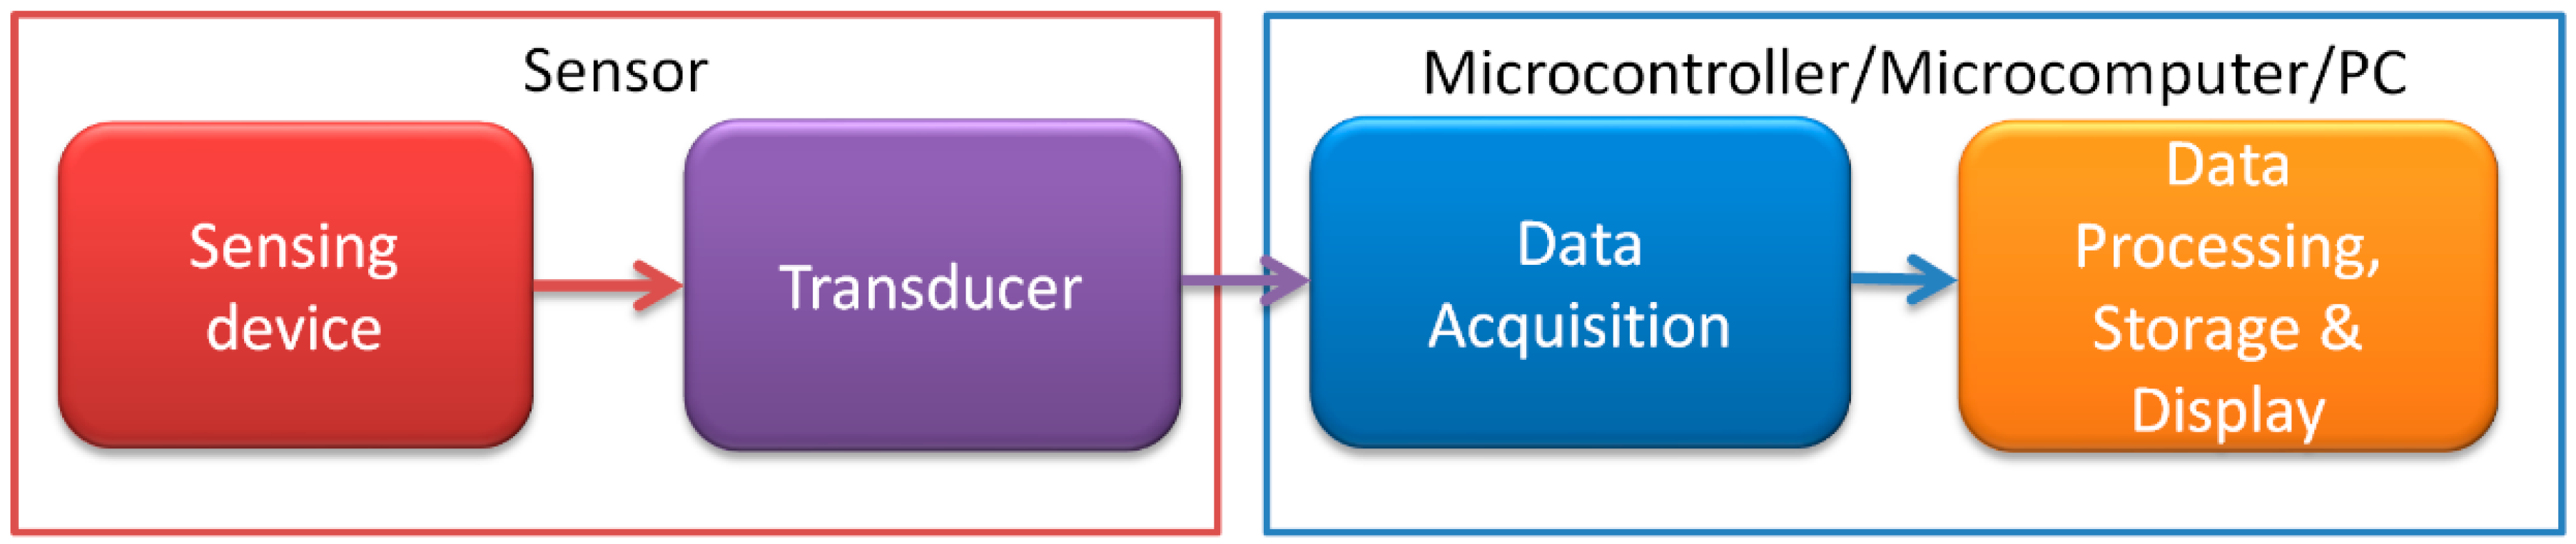 Sensor
Sensing
device
Transducer
Microcontroller/Microcomputer/PC
Data
Acquisition
Data
Processing,
Storage &
Display